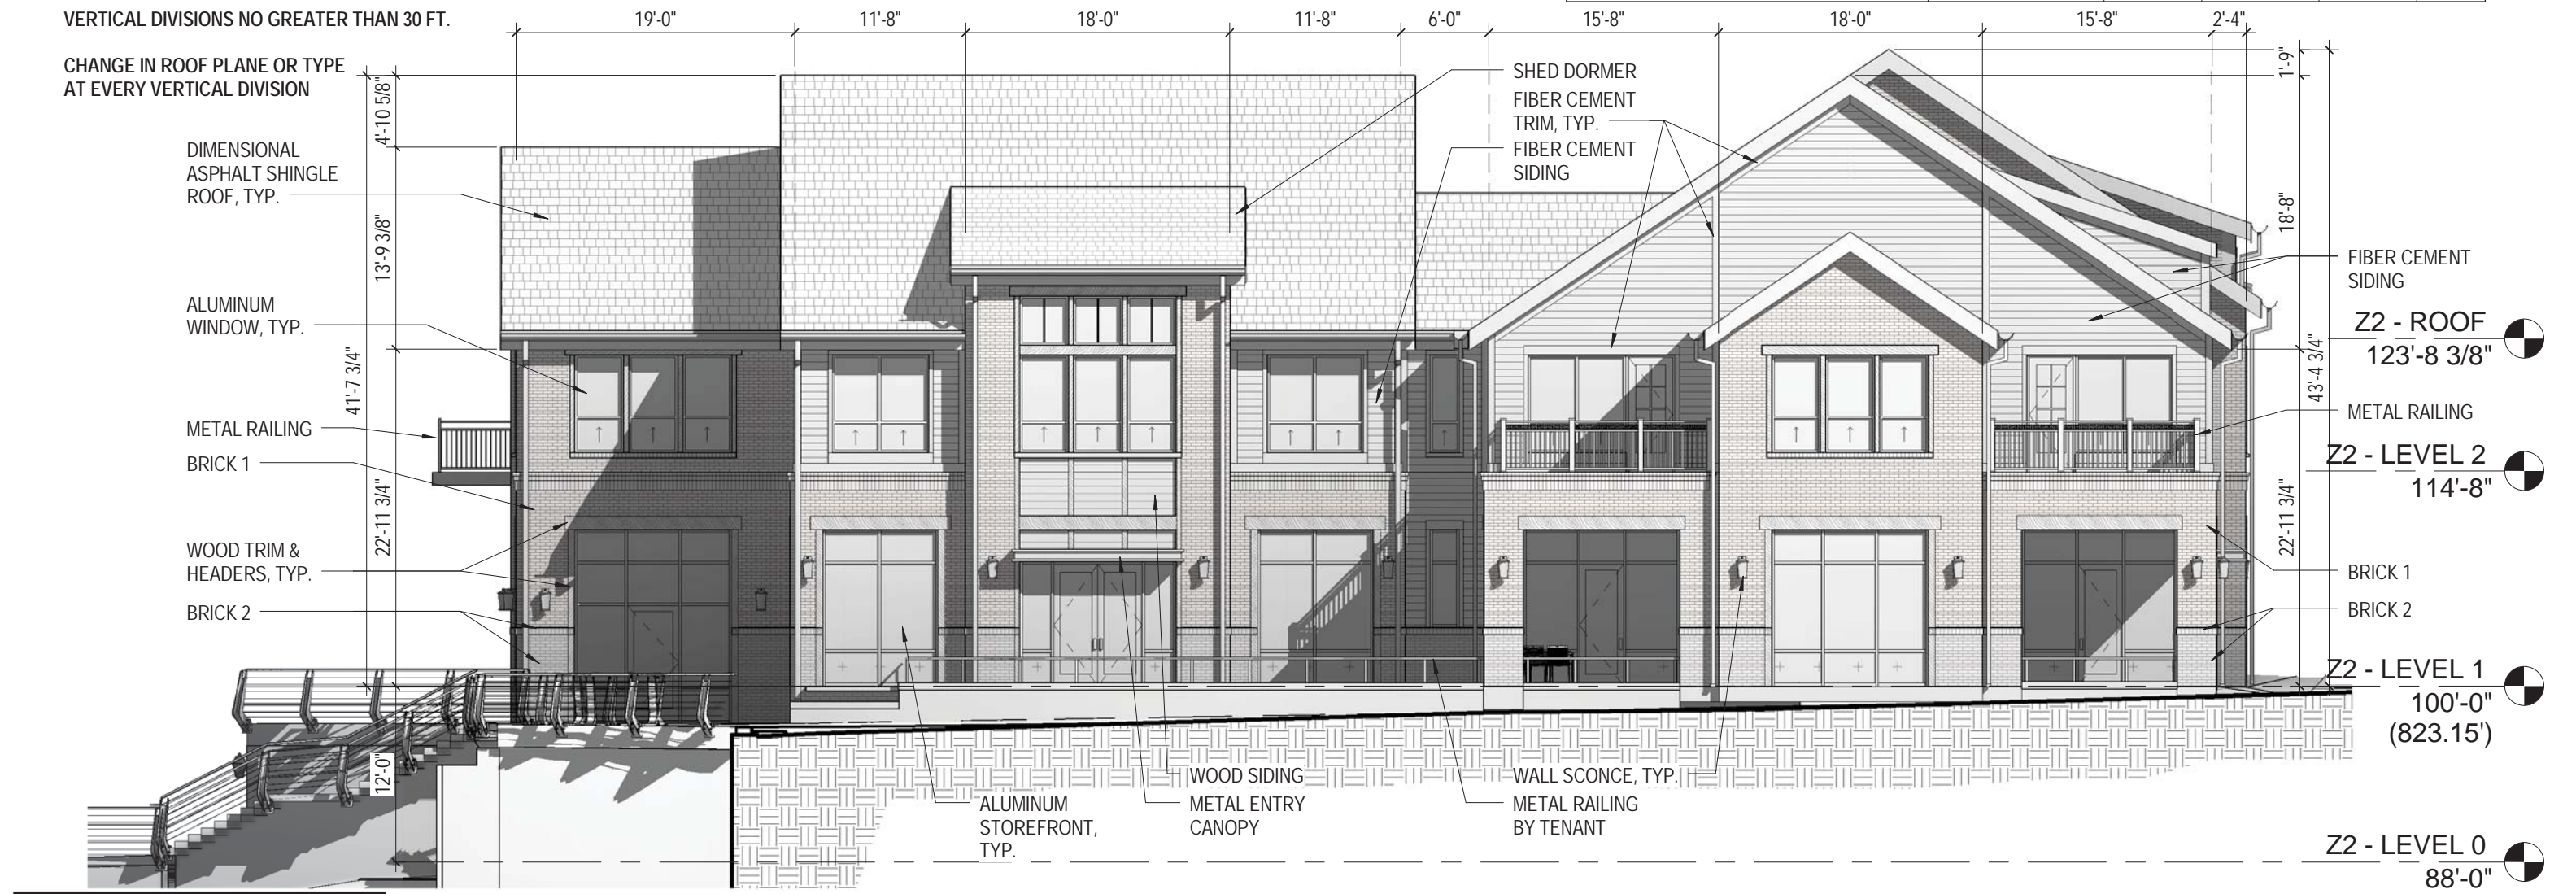 VERTICAL DIVISIONS NO GREATER THAN 30 FT.
19'-0"
11'-8"
18'-0"
11'-8"
6'-0"
15'-8"
18'-0"
15'-8"
2'-4"
CHANGE IN ROOF PLANE OR TYPE
AT EVERY VERTICAL DIVISION
DIMENSIONAL
ASPHALT SHINGLE
ROOF, TYP.
ALUMINUM
WINDOW, TYP.
METAL RAILING
BRICK 1
WOOD TRIM &
HEADERS, TYP.
BRICK 2
41'-7 3/4"
4'-10 5/8"
13'-9 3/8"
22'-11 3/4"
12'-0"
SHED DORMER
FIBER CEMENT
TRIM, TYP.
FIBER CEMENT
SIDING
ALUMINUM
STOREFRONT,
TYP.
WOOD SIDING
METAL ENTRY
CANOPY
WALL SCONCE, TYP.
METAL RAILING
BY TENANT
1'-9"
18'-8"
43'-4 3/4"
22'-11 3/4"
FIBER CEMENT
SIDING
Z2 - ROOF
123'-8 3/8"
METAL RAILING
Z2 - LEVEL 2
114'-8"
BRICK 1
BRICK 2
Z2 - LEVEL 1
100'-0"
(823.15')
Z2 - LEVEL 0
88'-0"